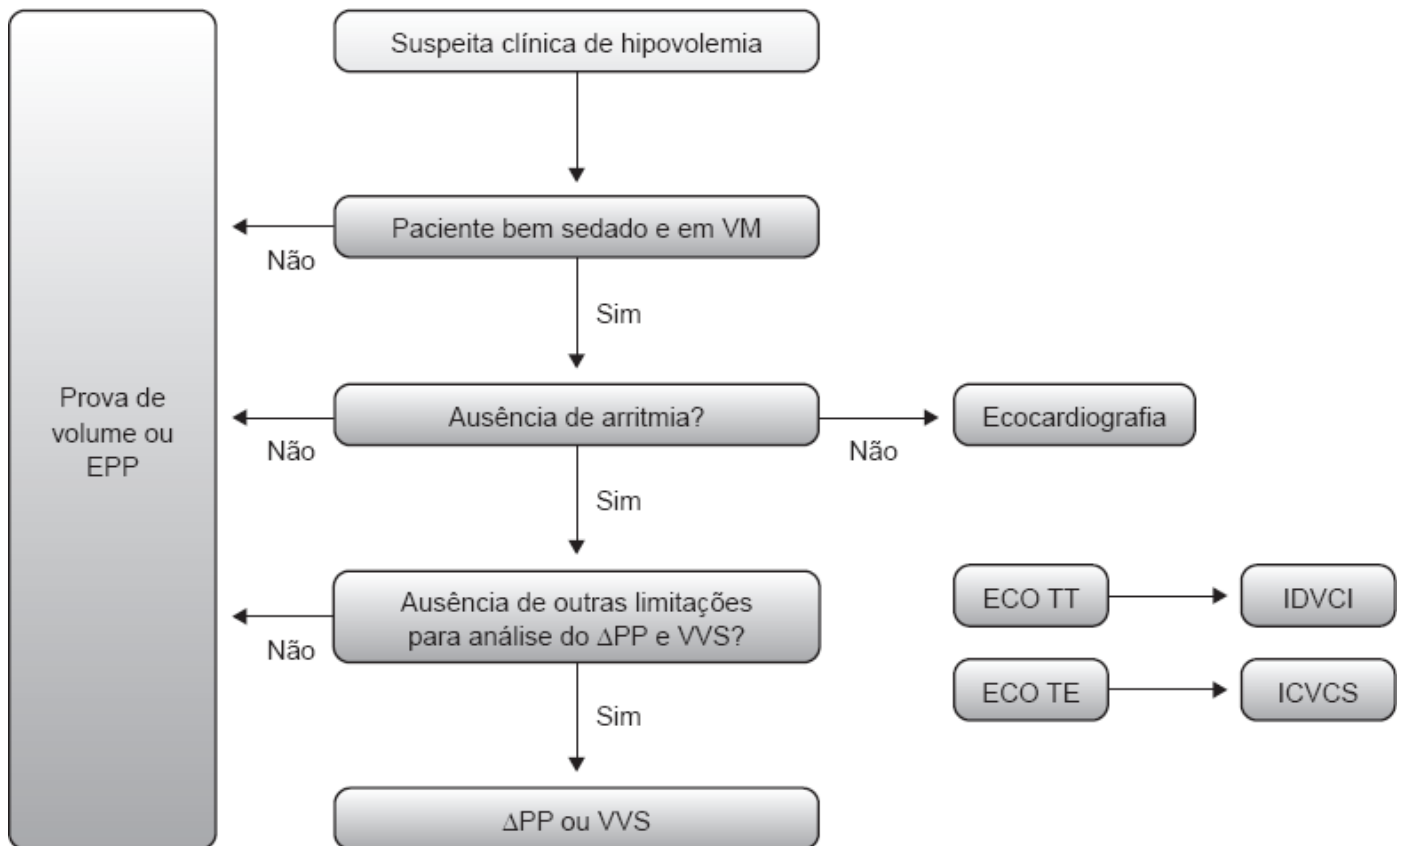 Suspeita clínica de hipovolemia
Paciente bem sedado e em VM
Não
Sim
Prova de
volume ou
EPP
Ausência de arritmia?
Ecocardiografia
Não
Não
Sim
Ausência de outras limitações
para análise do ∆PP e VVS?
Não
Sim
ECO TT
IDVCI
ECO TE
ICVCS
∆PP ou VVS